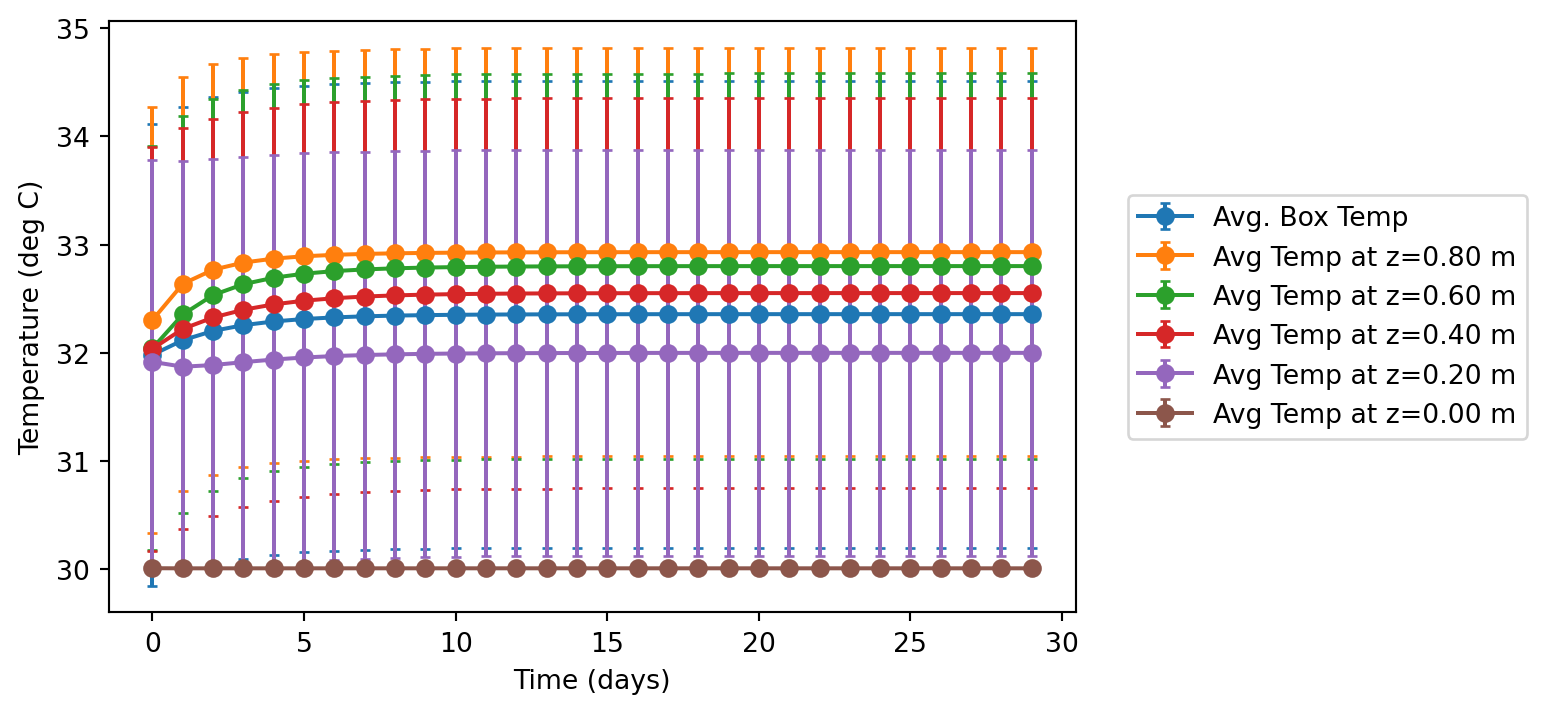 35
34
33
32
31
30
Temperature (deg C)
0
5
10
15
20
25
30
Time (days)
Avg. Box Temp
Avg Temp at z=0.80 m
Avg Temp at z=0.60 m
Avg Temp at z=0.40 m
Avg Temp at z=0.20 m
Avg Temp at z=0.00 m